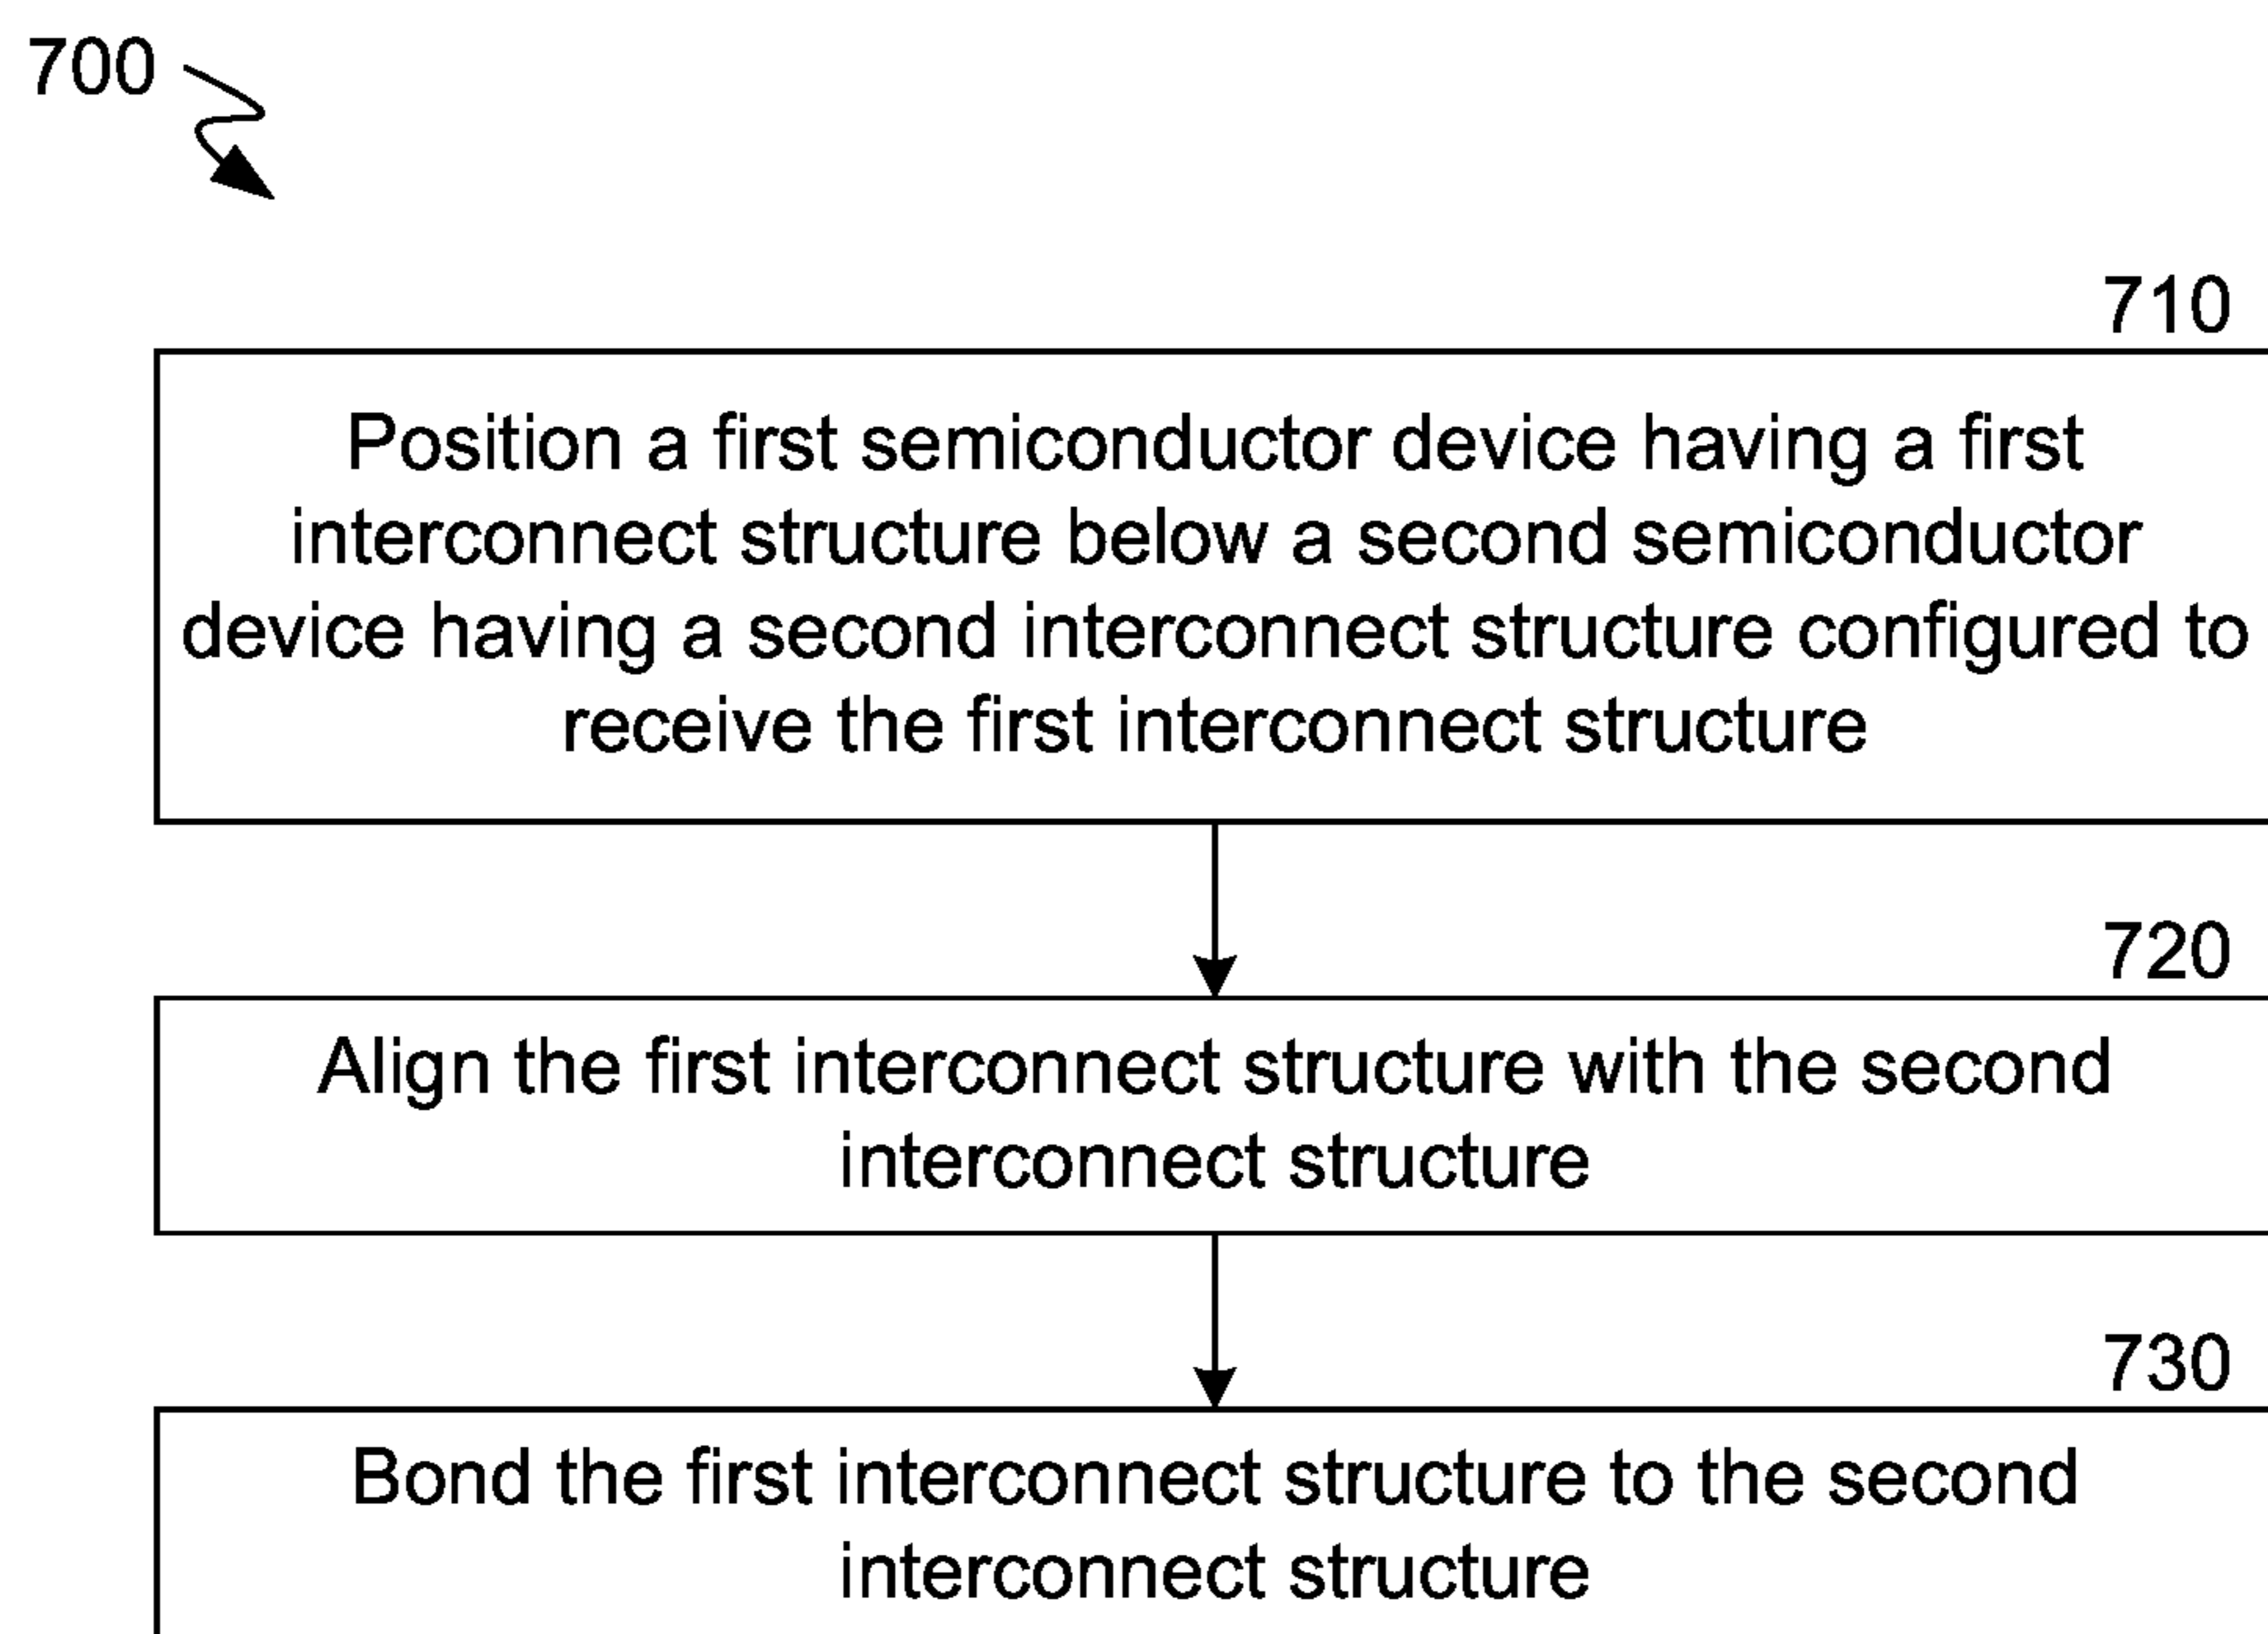 700
710
Position a first semiconductor device having a first
interconnect structure below a second semiconductor
device having a second interconnect structure configured to
receive the first interconnect structure
720
Align the first interconnect structure with the second
interconnect structure
730
Bond the first interconnect structure to the second
interconnect structure